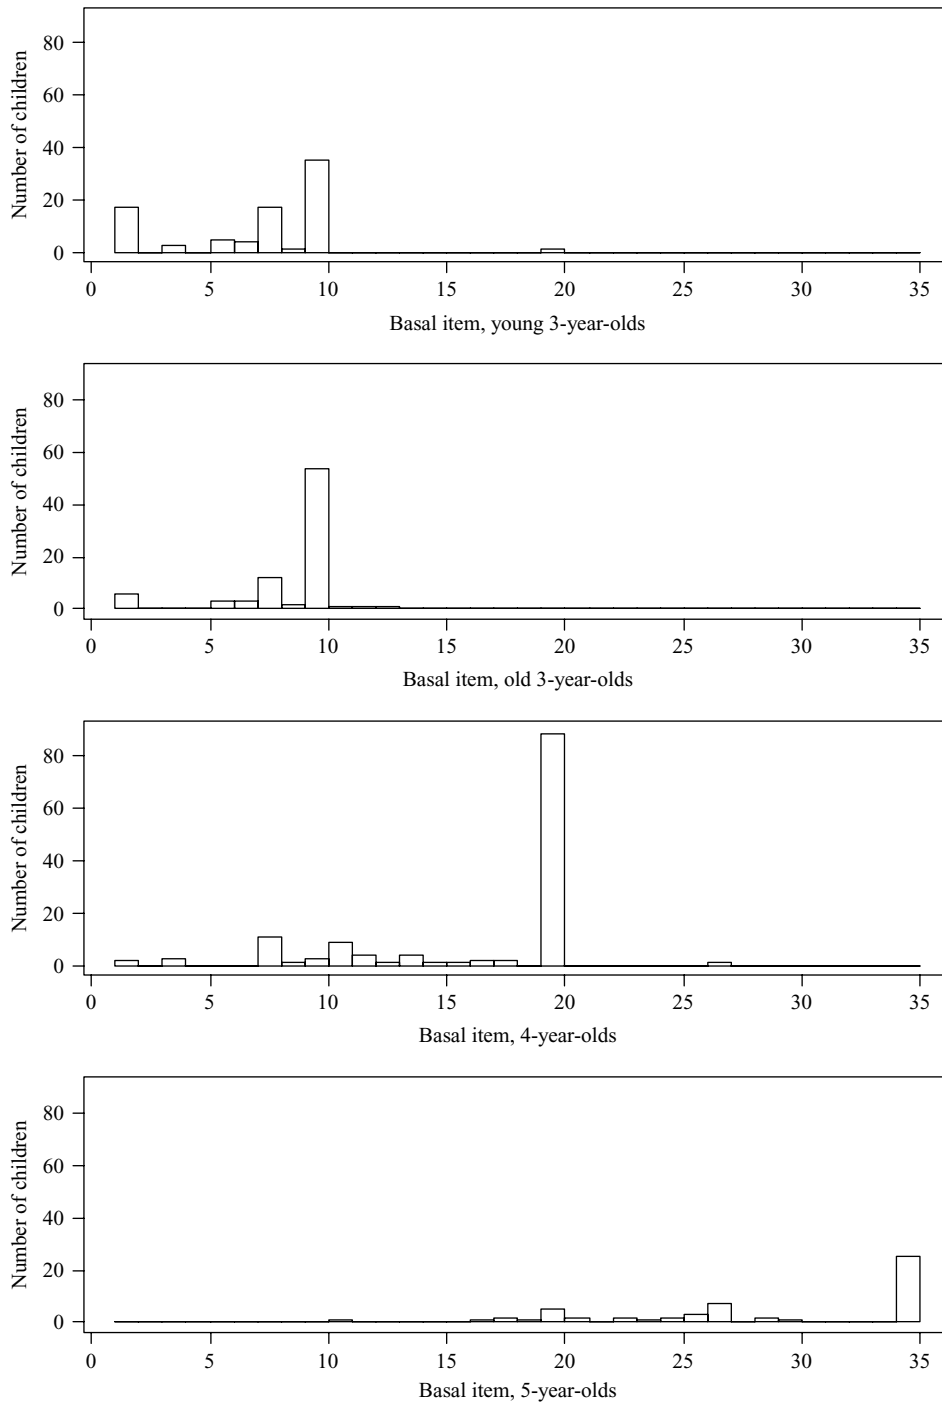 Number of children
80
60
40
20
0
0 5 10 15 20 25 30 35
Basal item, young 3-year-olds
Number of children
80
60
40
20
0
0 5 10 15 20 25 30 35
Basal item, old 3-year-olds
Number of children
80
60
40
20
0
0 5 10 15 20 25 30 35
Basal item, 4-year-olds
Number of children
80
60
40
20
0
0 5 10 15 20 25 30 35
Basal item, 5-year-olds